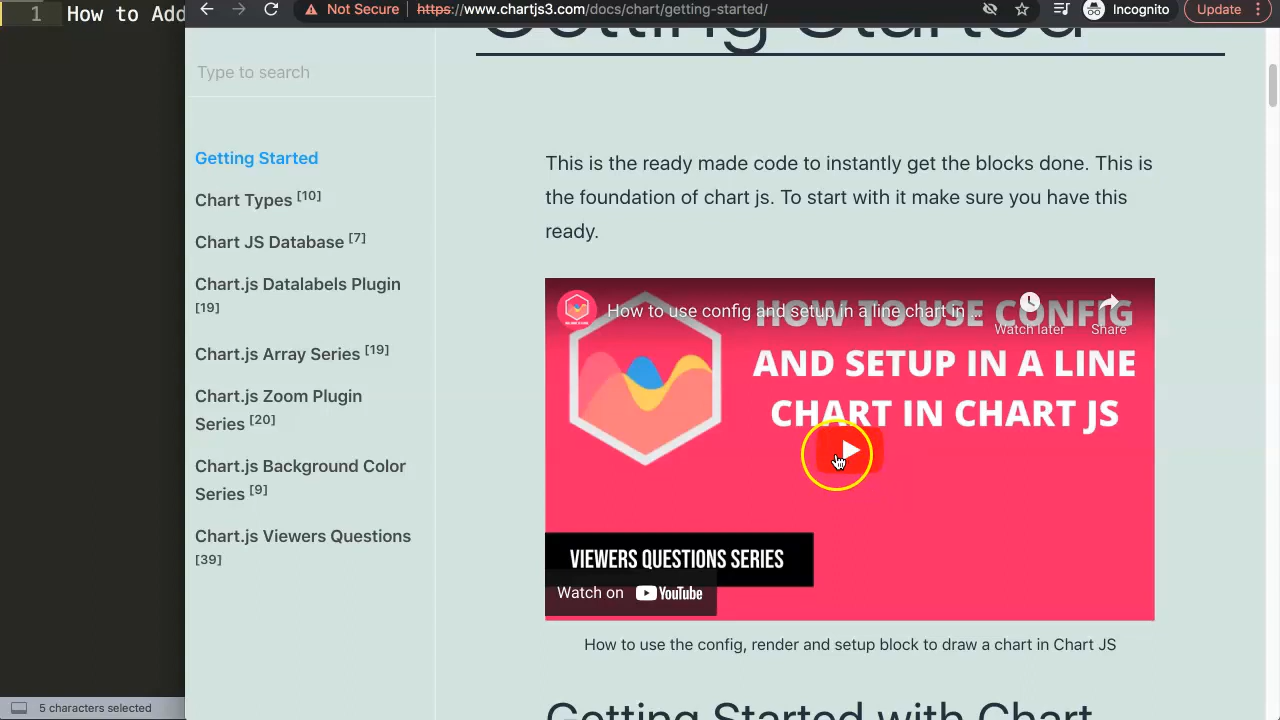 1 How to Add
Not Secure https://www.chartjs3.com/docs/chart/getting-started/ Incognito Update
Getting Started
Type to search
Getting Started
Chart Types [10]
Chart JS Database [7]
Chart.js Datalabels Plugin
[19]
Chart.js Array Series [19]
Chart.js Zoom Plugin
Series [20]
Chart.js Background Color
Series [9]
Chart.js Viewers Questions
[39]
This is the ready made code to instantly get the blocks done. This is
the foundation of chart js. To start with it make sure you have this
ready.
How to use config and setup in a line chart in ...
Watch later
Share
HOW TO USE CONFIG
AND SETUP IN A LINE
CHART IN CHART JS
VIEWERS QUESTIONS SERIES
Watch on YouTube
How to use the config, render and setup block to draw a chart in Chart JS
Getting Started with Chart
5 characters selected